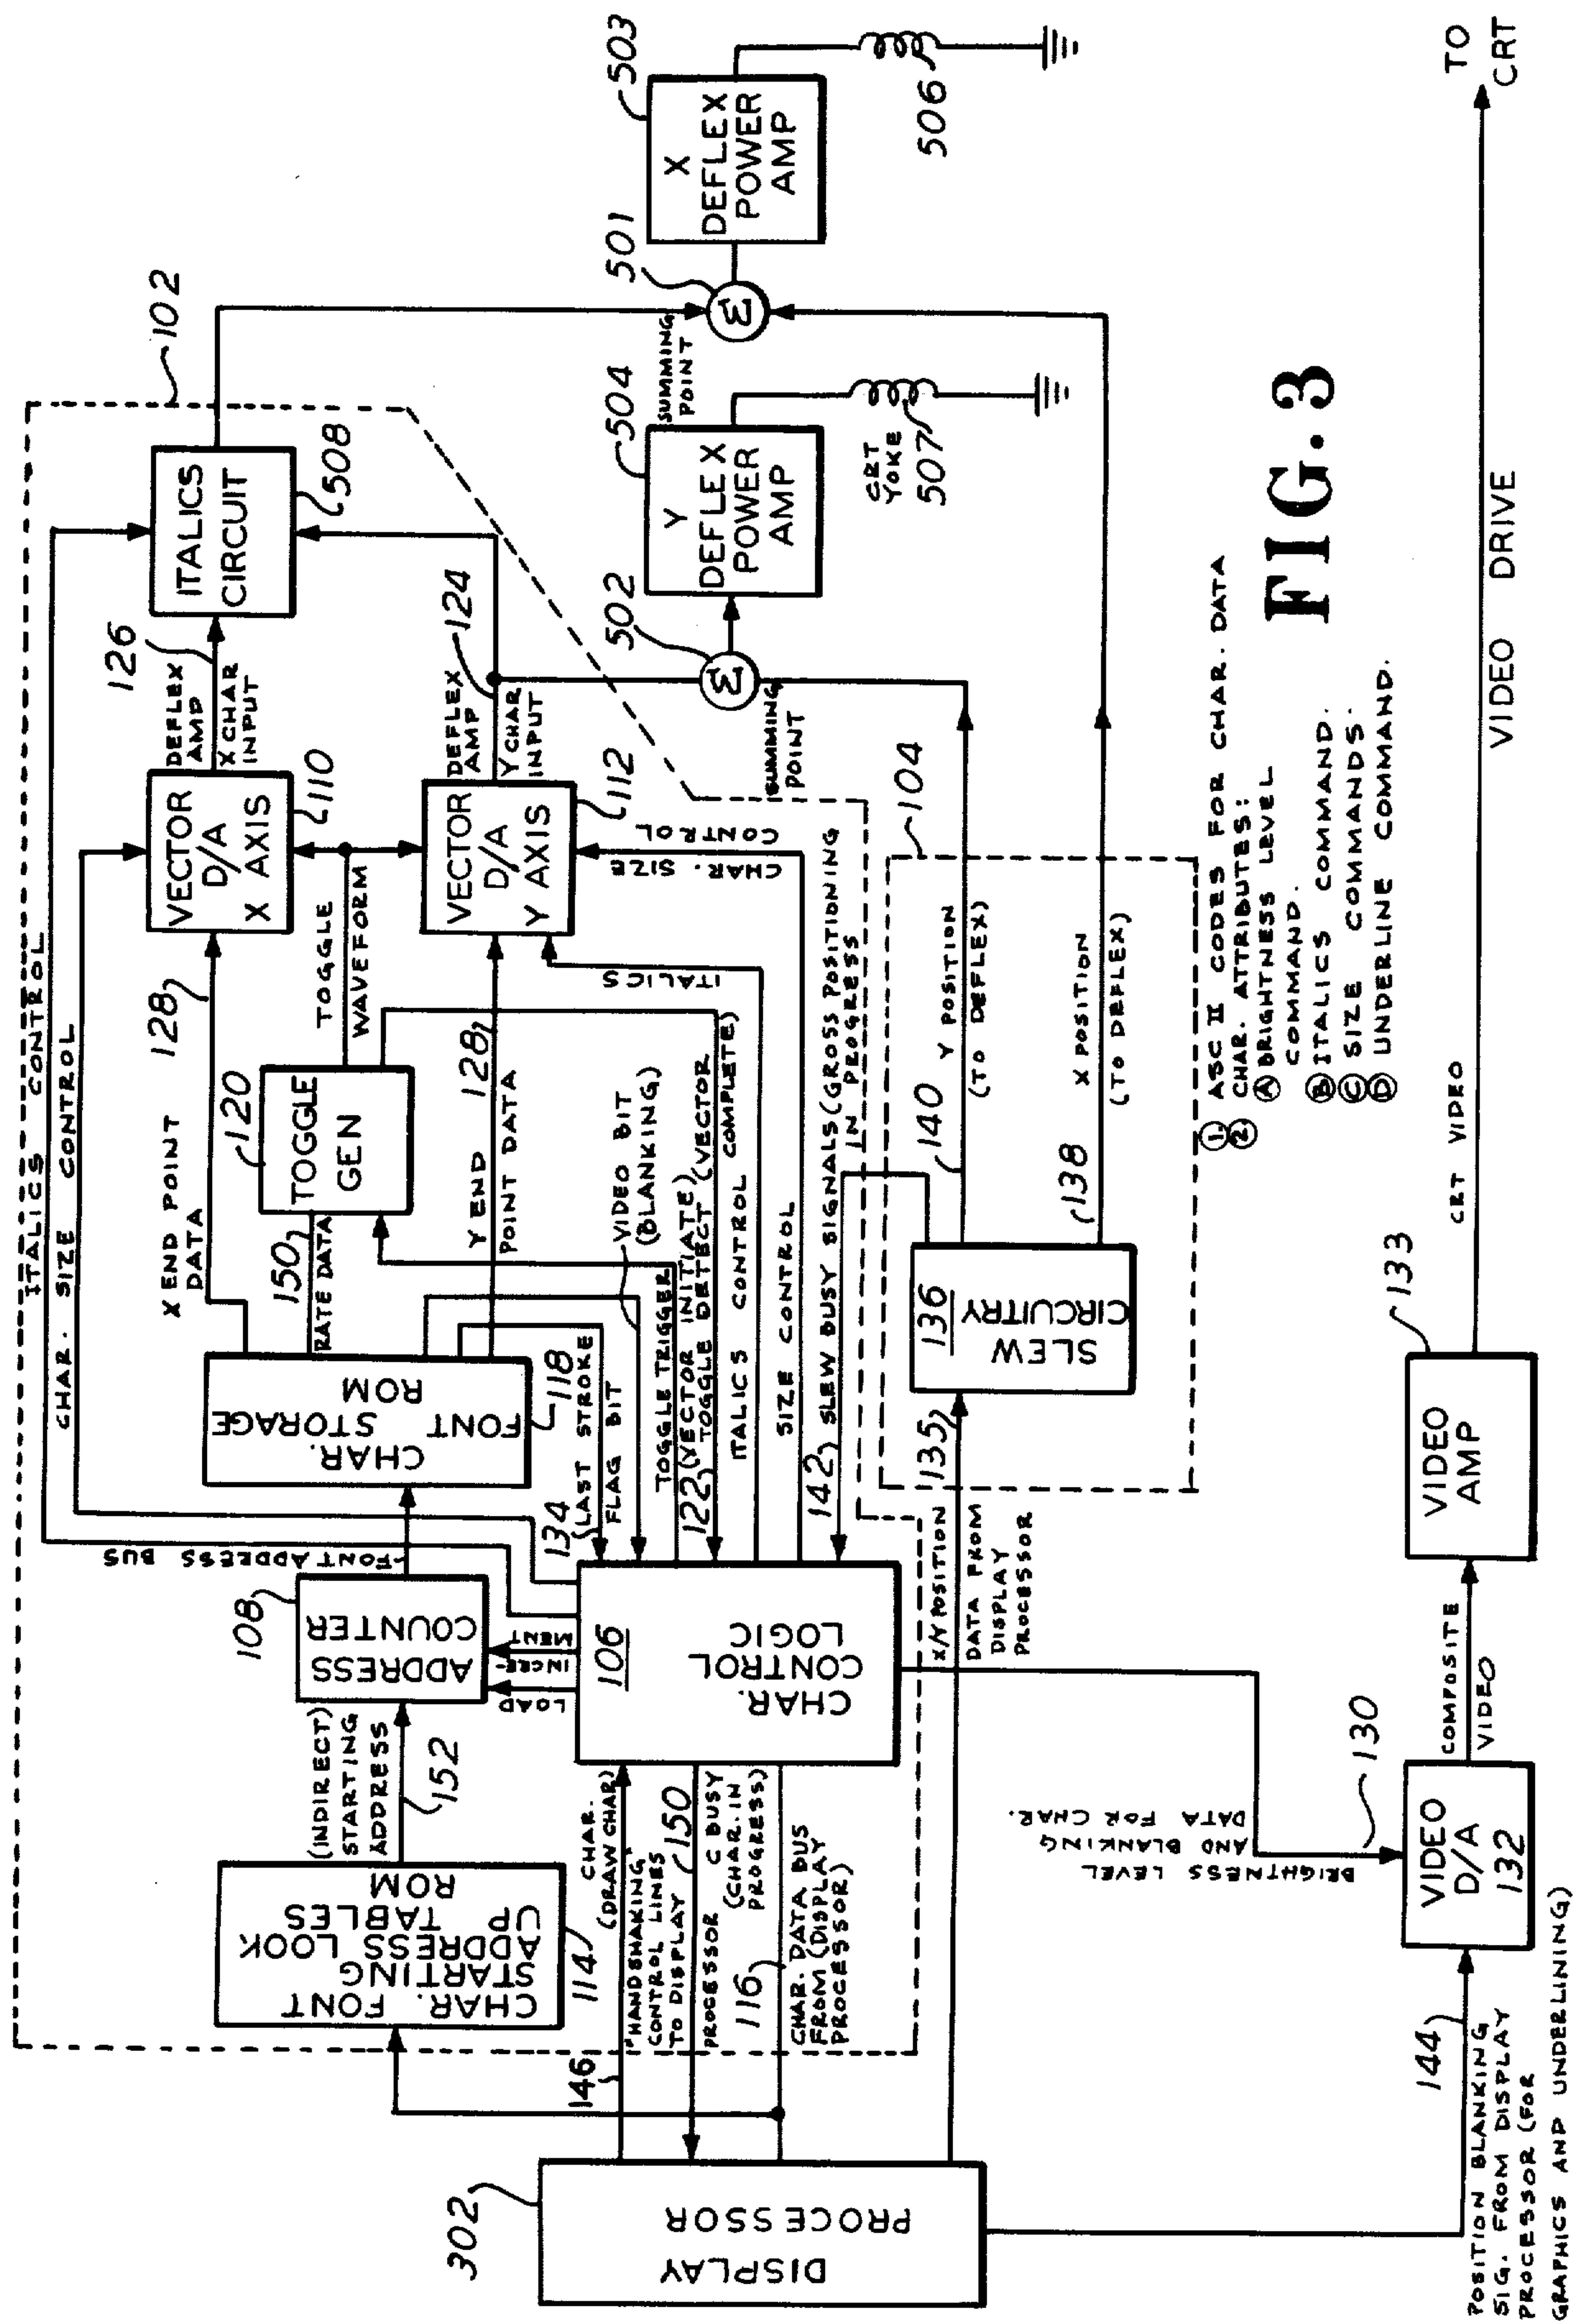 ITALICS CONTROL
CHAR. SIZE CONTROL
102
DISPLAY
PROCESSOR
302
CHAR. FONT
STARTING
ADDRESS LOOK
UP TABLES
ROM
114
(INDIRECT)
STARTING
ADDRESS
152
ADDRESS
COUNTER
108
FONT ADDRESS BUS
LOAD
INCRE-
MENT
CHAR.
FONT STORAGE
ROM
118
X END POINT
DATA
128
150
RATE DATA
TOGGLE
GEN
120
TOGGLE
WAVEFORM
VECTOR
D/A
X AXIS
110
DEFLEX
AMP
X CHAR
INPUT
126
ITALICS
CIRCUIT
508
Y END
POINT DATA
128
VECTOR
D/A
Y AXIS
112
DEFLEX
AMP
Y CHAR
INPUT
124
CHAR. SIZE
CONTROL
ITALICS
VIDEO BIT
(BLANKING)
134
(LAST STROKE
FLAG BIT
TOGGLE TRIGGER
122 (VECTOR INITIATE)
TOGGLE DETECT (VECTOR
COMPLETE)
ITALICS CONTROL
SIZE CONTROL
142 SLEW BUSY SIGNALS (GROSS POSITIONING
IN PROGRESS
IN PROGRESS
106
CHAR.
CONTROL
LOGIC
146
CHAR.
(DRAW CHAR)
"HANDSHAKING"
CONTROL LINES
TO DISPLAY 150
PROCESSOR C BUSY
(CHAR. IN
PROGRESS)
116
CHAR. DATA BUS
FROM (DISPLAY
PROCESSOR)
X/Y POSITION
DATA FROM
DISPLAY
PROCESSOR
135
136
SLEW
CIRCUITRY
104
140
Y POSITION
(TO DEFLEX)
138
X POSITION
(TO DEFLEX)
SUMMING
POINT
502
Y
DEFLEX
POWER
AMP
504
CRT
YOKE
507
SUMMING
POINT
501
X
DEFLEX
POWER
AMP
503
506
① ASC II CODES FOR CHAR. DATA
② CHAR. ATTRIBUTES:
Ⓐ BRIGHTNESS LEVEL
COMMAND.
Ⓑ ITALICS COMMAND.
Ⓒ SIZE COMMANDS.
Ⓓ UNDERLINE COMMAND.
FIG. 3
BRIGHTNESS LEVEL
AND BLANKING
DATA FOR CHAR.
130
144
POSITION BLANKING
SIG. FROM DISPLAY
PROCESSOR (FOR
GRAPHICS AND UNDERLINING)
VIDEO
D/A
132
COMPOSITE
VIDEO
VIDEO
AMP
133
CRT VIDEO
VIDEO DRIVE
TO
CRT